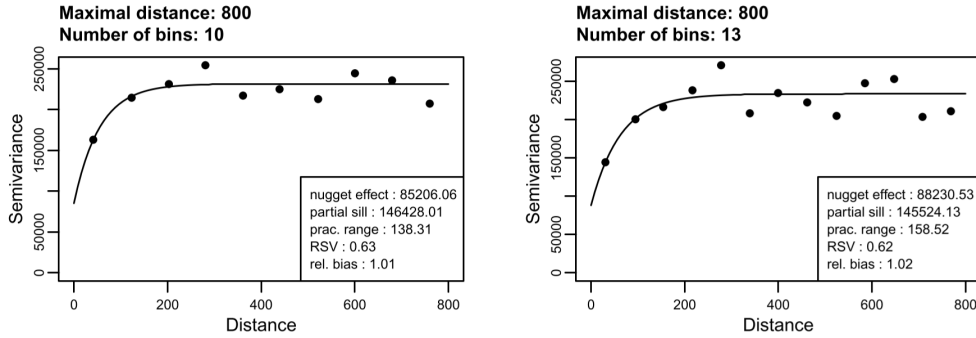 Maximal distance: 800
Number of bins: 10
250000
150000
50000
0
Semivariance
nugget effect : 85206.06
partial sill : 146428.01
prac. range : 138.31
RSV : 0.63
rel. bias : 1.01
0 200 400 600 800
Distance
Maximal distance: 800
Number of bins: 13
250000
150000
50000
0
Semivariance
nugget effect : 88230.53
partial sill : 145524.13
prac. range : 158.52
RSV : 0.62
rel. bias : 1.02
0 200 400 600 800
Distance